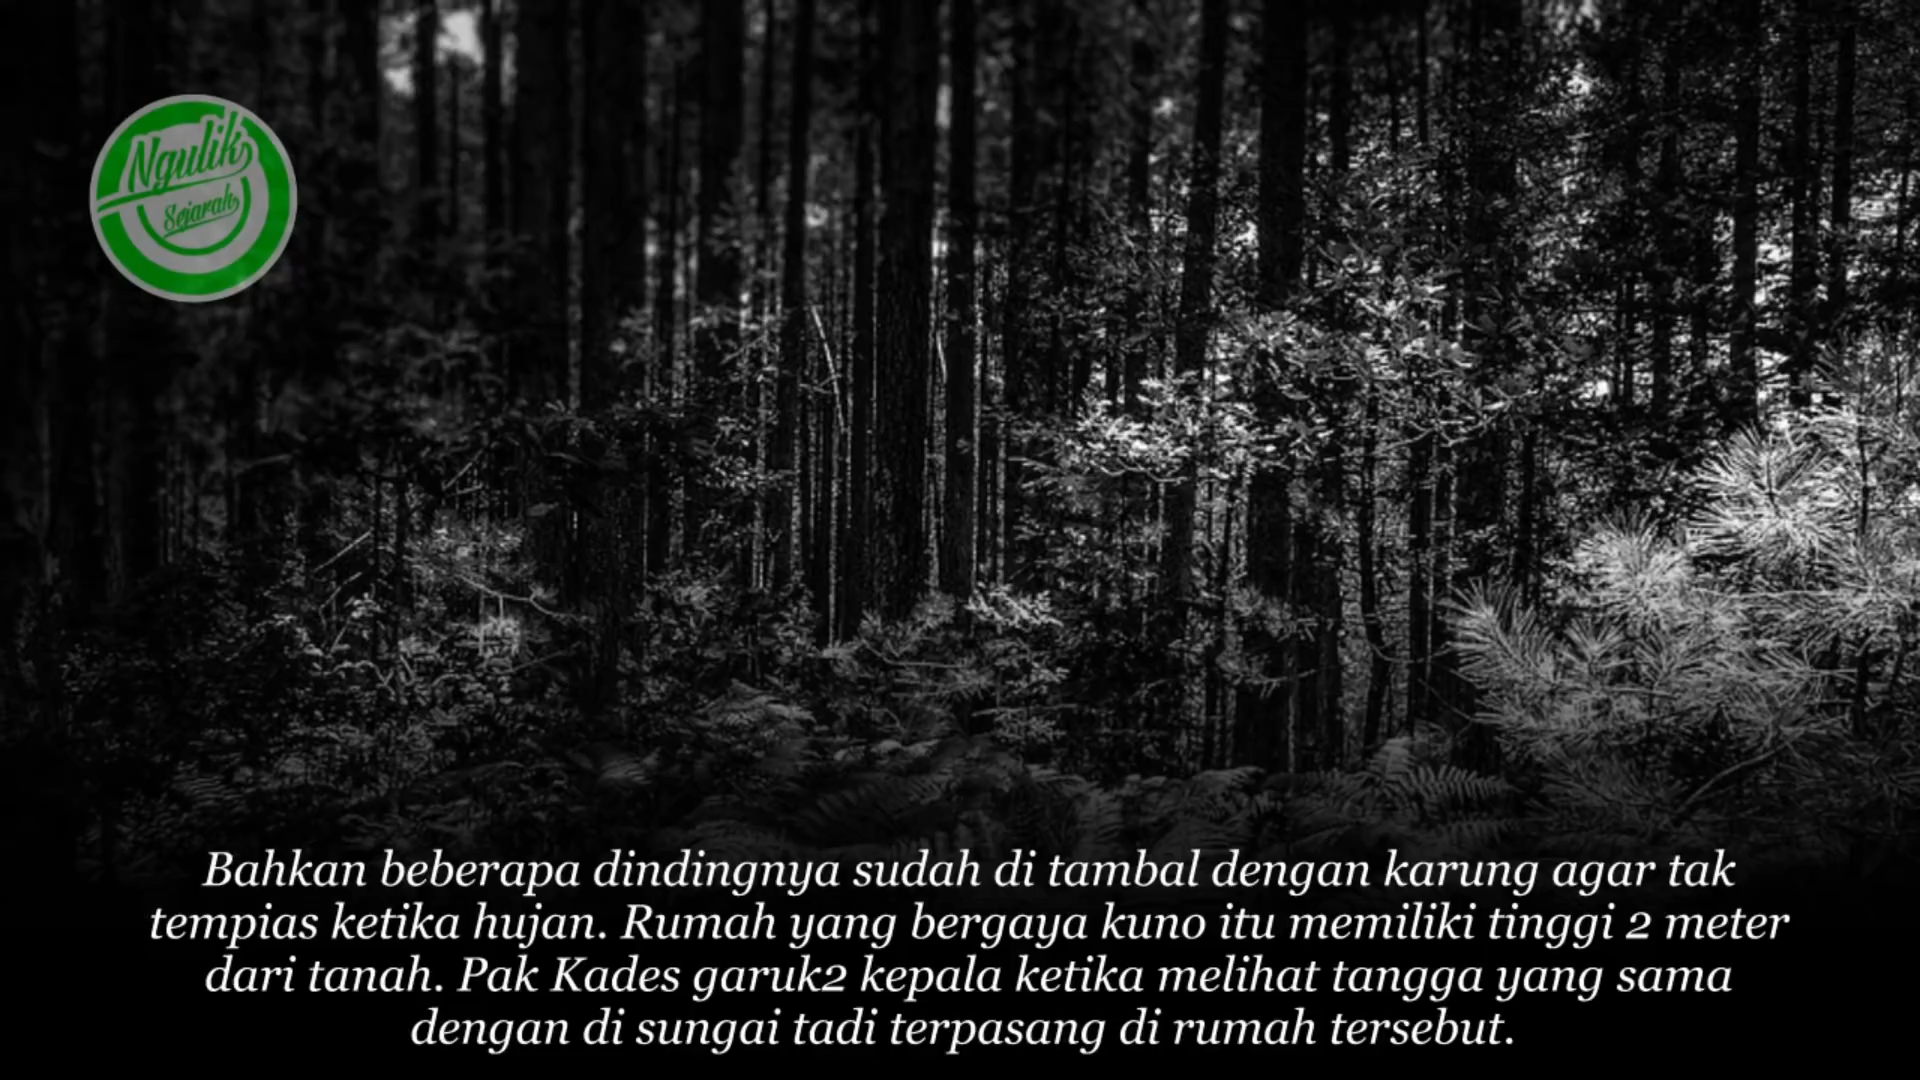 Ngulik
Sejarah
Bahkan beberapa dindingnya sudah di tambal dengan karung agar tak
tempias ketika hujan. Rumah yang bergaya kuno itu memiliki tinggi 2 meter
dari tanah. Pak Kades garuk2 kepala ketika melihat tangga yang sama
dengan di sungai tadi terpasang di rumah tersebut.